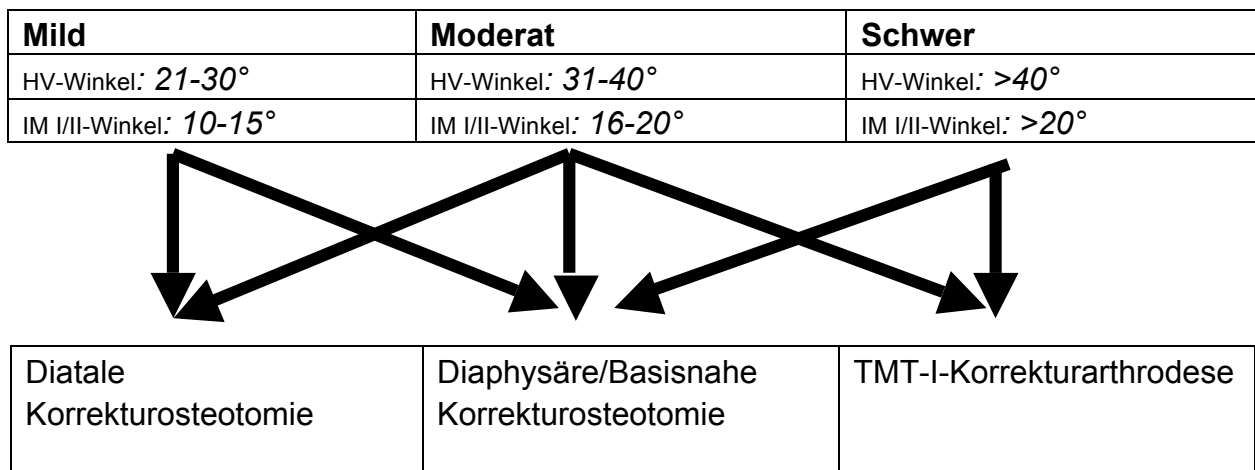 Mild Moderat Schwer
HV-Winkel: 21-30° HV-Winkel: 31-40° HV-Winkel: >40°
IM I/II-Winkel: 10-15° IM I/II-Winkel: 16-20° IM I/II-Winkel: >20°
Diatale Diaphysäre/Basisnahe TMT-I-Korrekturarthrodese
Korrekturosteotomie Korrekturosteotomie